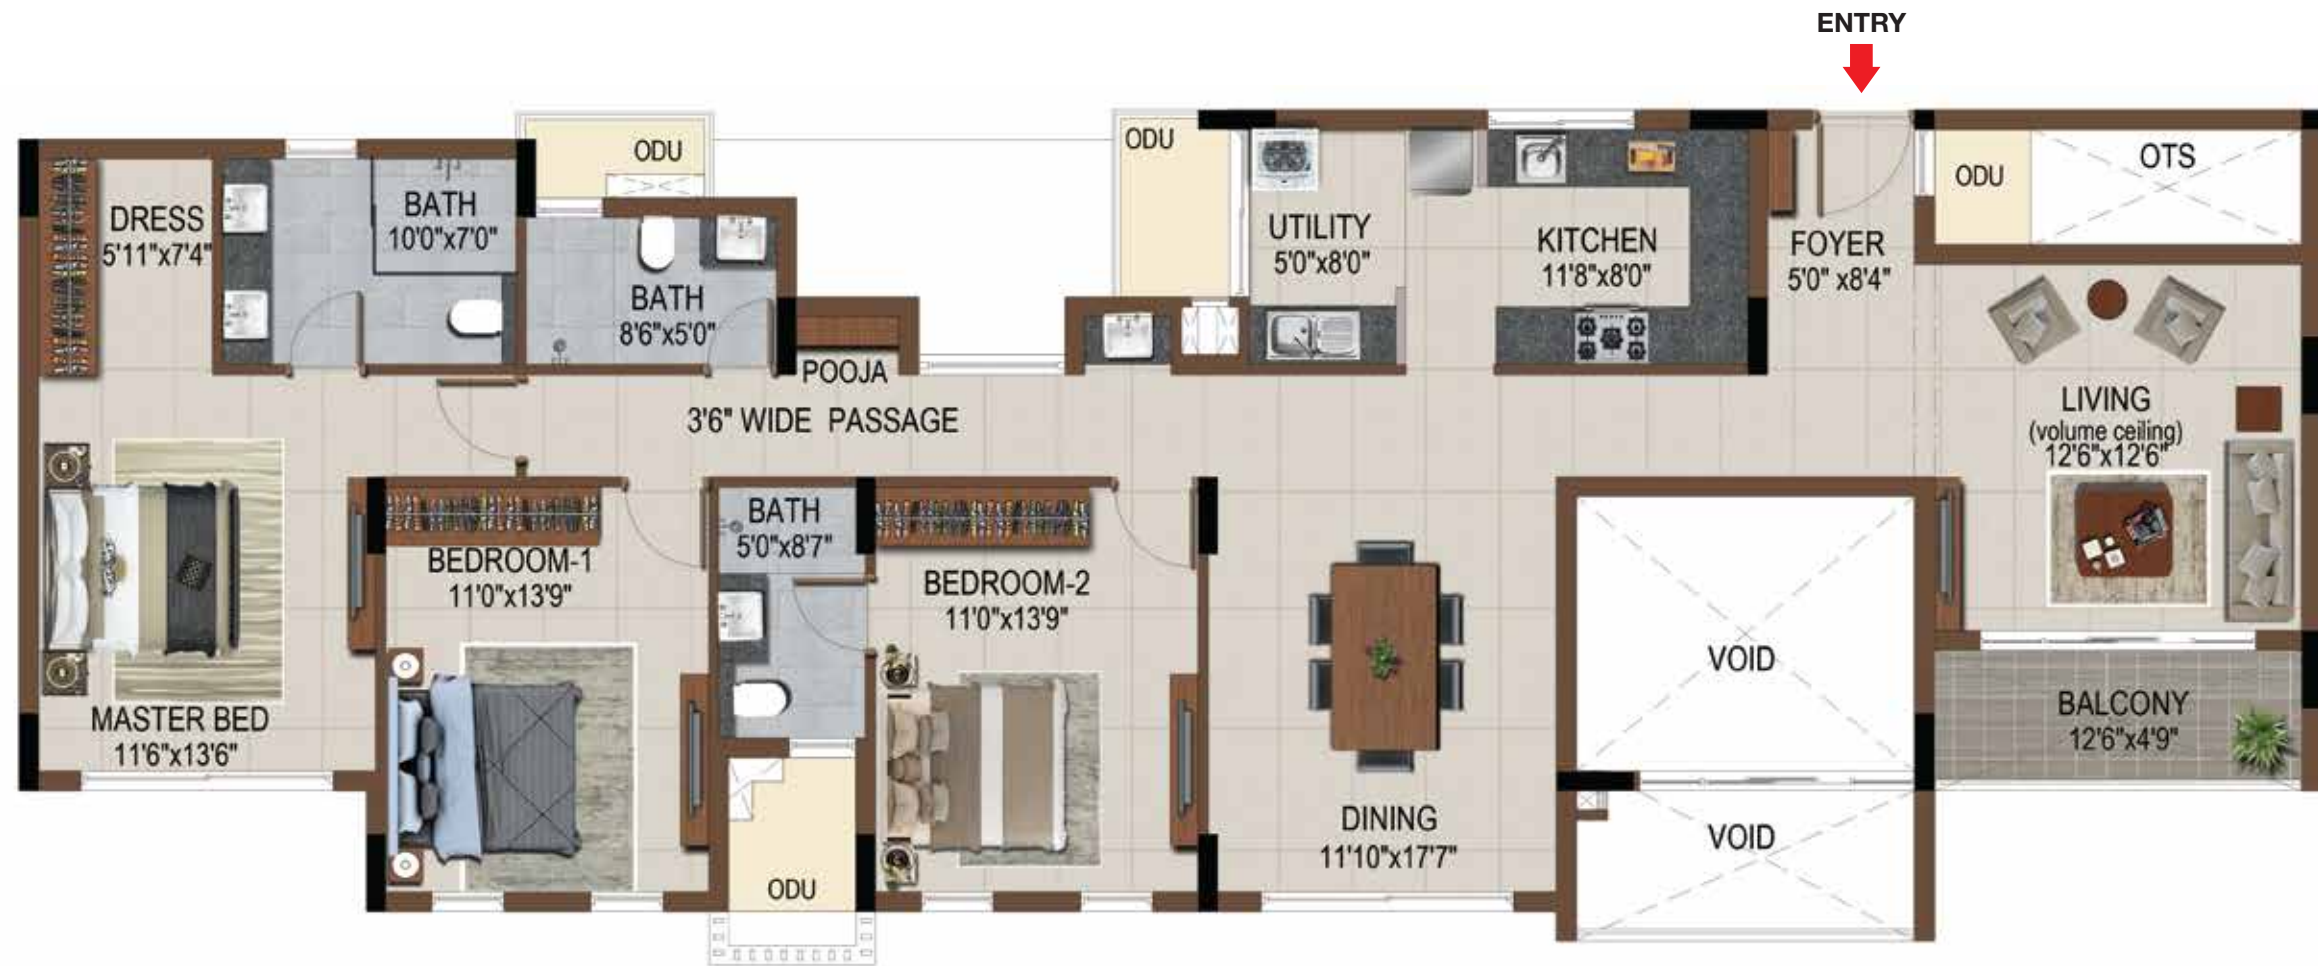 ENTRY
ODU
ODU
DRESS
5'11"x7'4"
BATH
10'0"x7'0"
BATH
8'6"x5'0"
UTILITY
5'0"x8'0"
KITCHEN
11'8"x8'0"
FOYER
5'0" x8'4"
ODU
OTS
POOJA
3'6" WIDE PASSAGE
LIVING
(volume ceiling)
12'6"x12'6"
MASTER BED
11'6"x13'6"
BEDROOM-1
11'0"x13'9"
BATH
5'0"x8'7"
BEDROOM-2
11'0"x13'9"
VOID
BALCONY
12'6"x4'9"
DINING
11'10"x17'7"
VOID
ODU